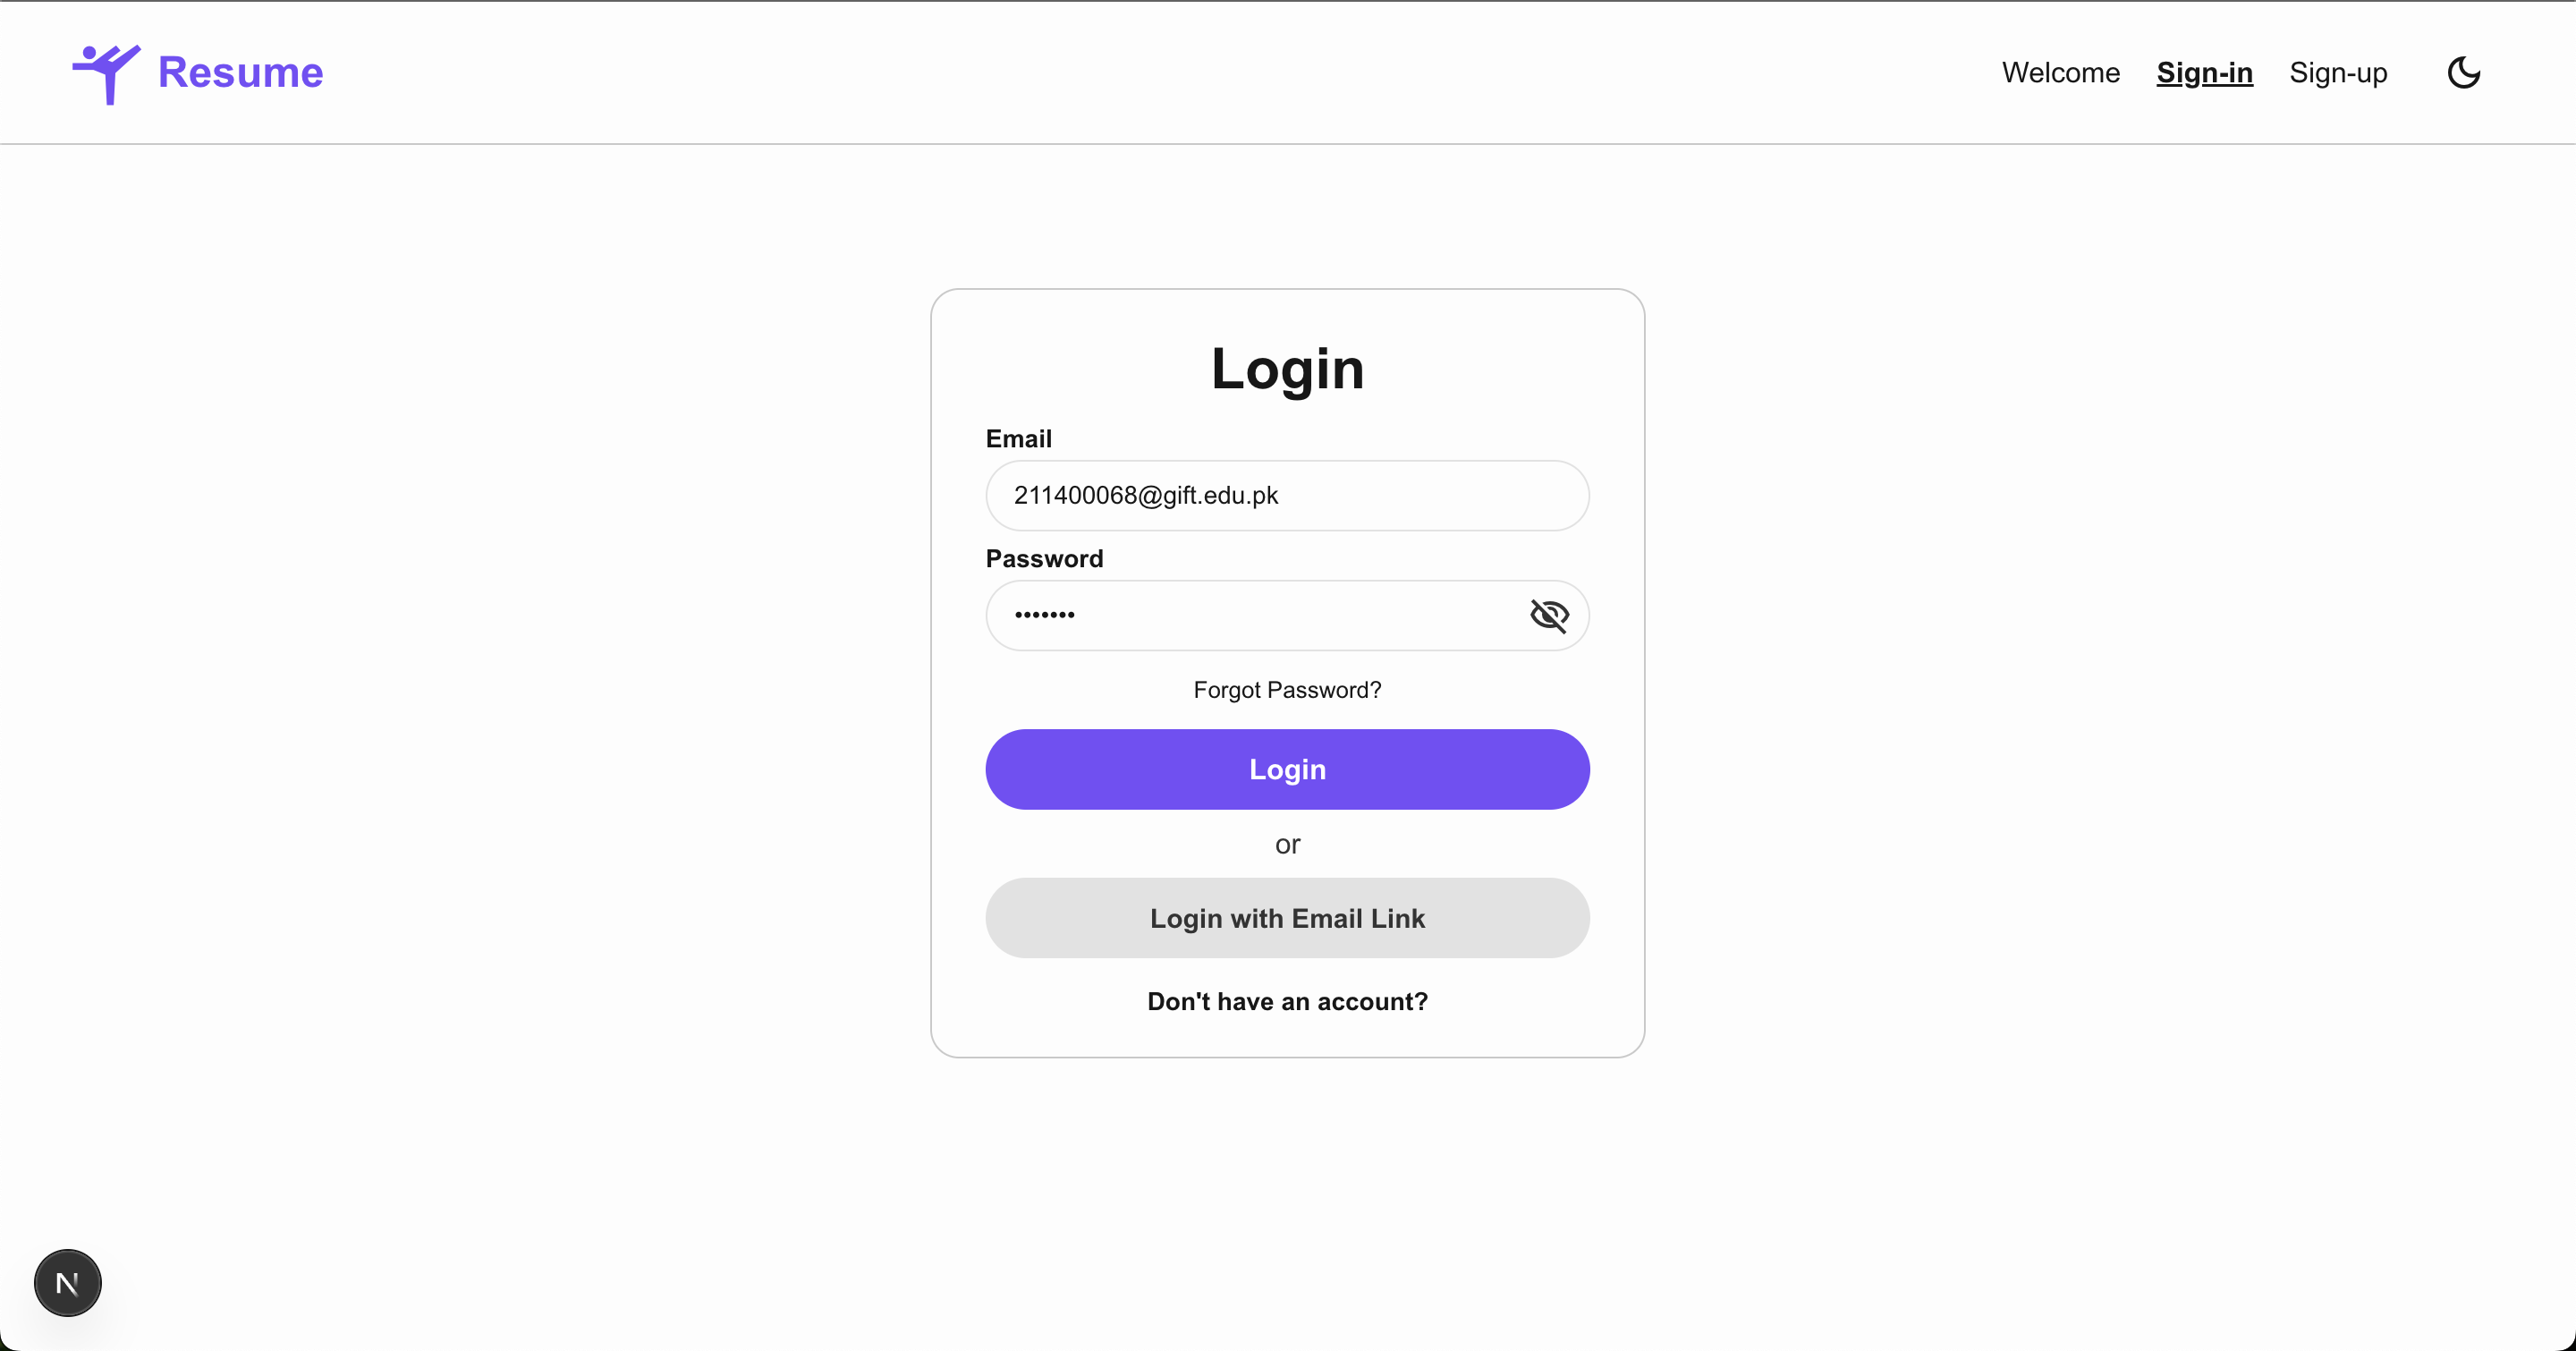 Resume
Welcome Sign-in Sign-up
Login
Email
211400068@gift.edu.pk
Password
•••••••
Forgot Password?
Login
or
Login with Email Link
Don't have an account?
N